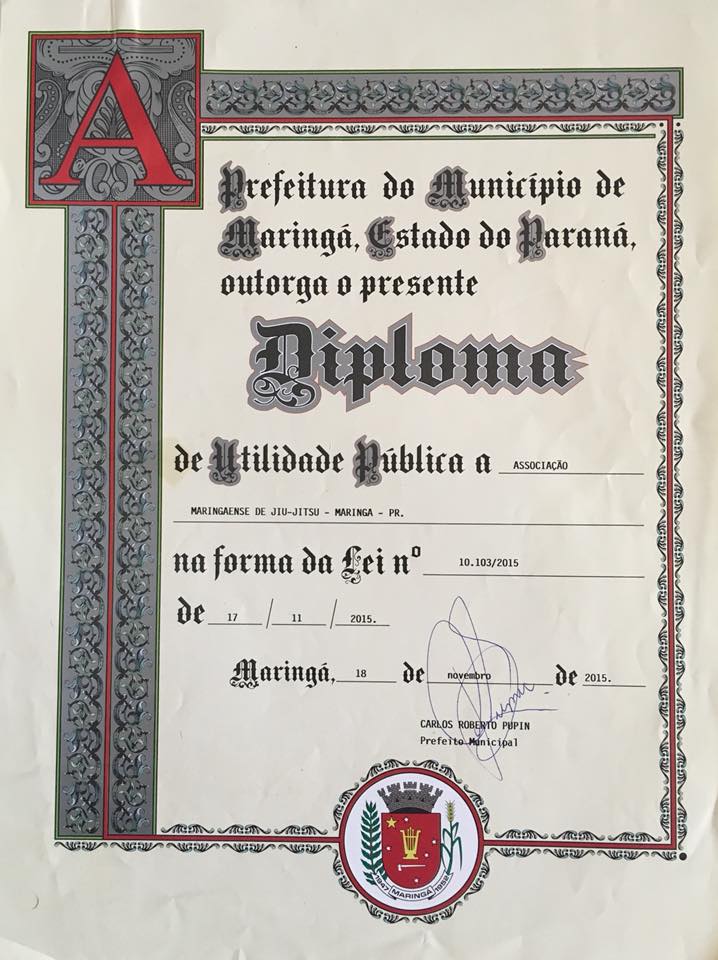 A
Prefeitura do Município de
Maringá, Estado do Paraná,
outorga o presente
Diploma
de Utilidade Pública a ASSOCIAÇÃO
MARINGAENSE DE JIU-JITSU - MARINGA - PR.
na forma da Lei nº 10.103/2015
de 17 / 11 / 2015.
Maringá, 18 de novembro de 2015.
CARLOS ROBERTO PUPIN
Prefeito Municipal
1947 MARINGÁ 1952